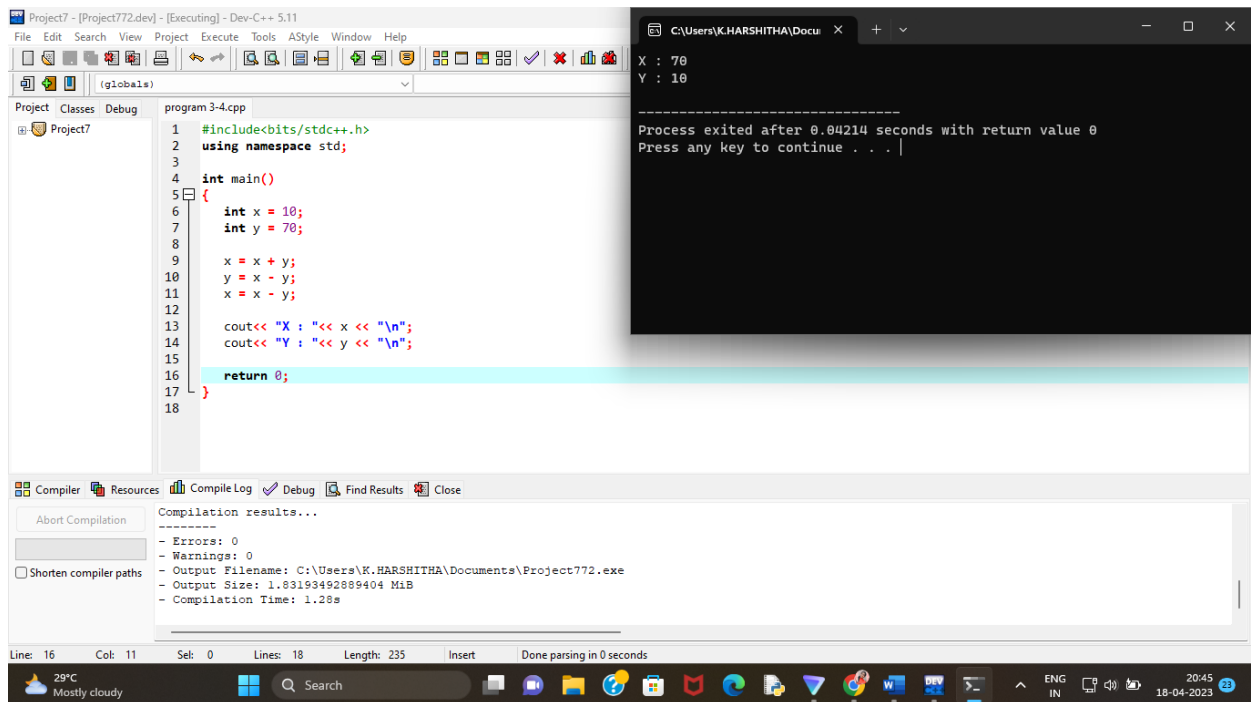 Project7 - [Project772.dev] - [Executing] - Dev-C++ 5.11
File Edit Search View Project Execute Tools AStyle Window Help
(globals)
Project Classes Debug
Project7
program 3-4.cpp
1 #include<bits/stdc++.h>
2 using namespace std;
3
4 int main()
5 {
6 int x = 10;
7 int y = 70;
8
9 x = x + y;
10 y = x - y;
11 x = x - y;
12
13 cout<< "X : "<< x << "\n";
14 cout<< "Y : "<< y << "\n";
15
16 return 0;
17 }
18
C:\Users\K.HARSHITHA\Docu
X : 70
Y : 10
--------------------------------
Process exited after 0.04214 seconds with return value 0
Press any key to continue . . .
Compiler Resources Compile Log Debug Find Results Close
Abort Compilation
Shorten compiler paths
Compilation results...
--------
- Errors: 0
- Warnings: 0
- Output Filename: C:\Users\K.HARSHITHA\Documents\Project772.exe
- Output Size: 1.83193492889404 MiB
- Compilation Time: 1.28s
Line: 16 Col: 11 Sel: 0 Lines: 18 Length: 235 Insert Done parsing in 0 seconds
29°C
Mostly cloudy
Search
DEV
ENG
IN
20:45
18-04-2023
23